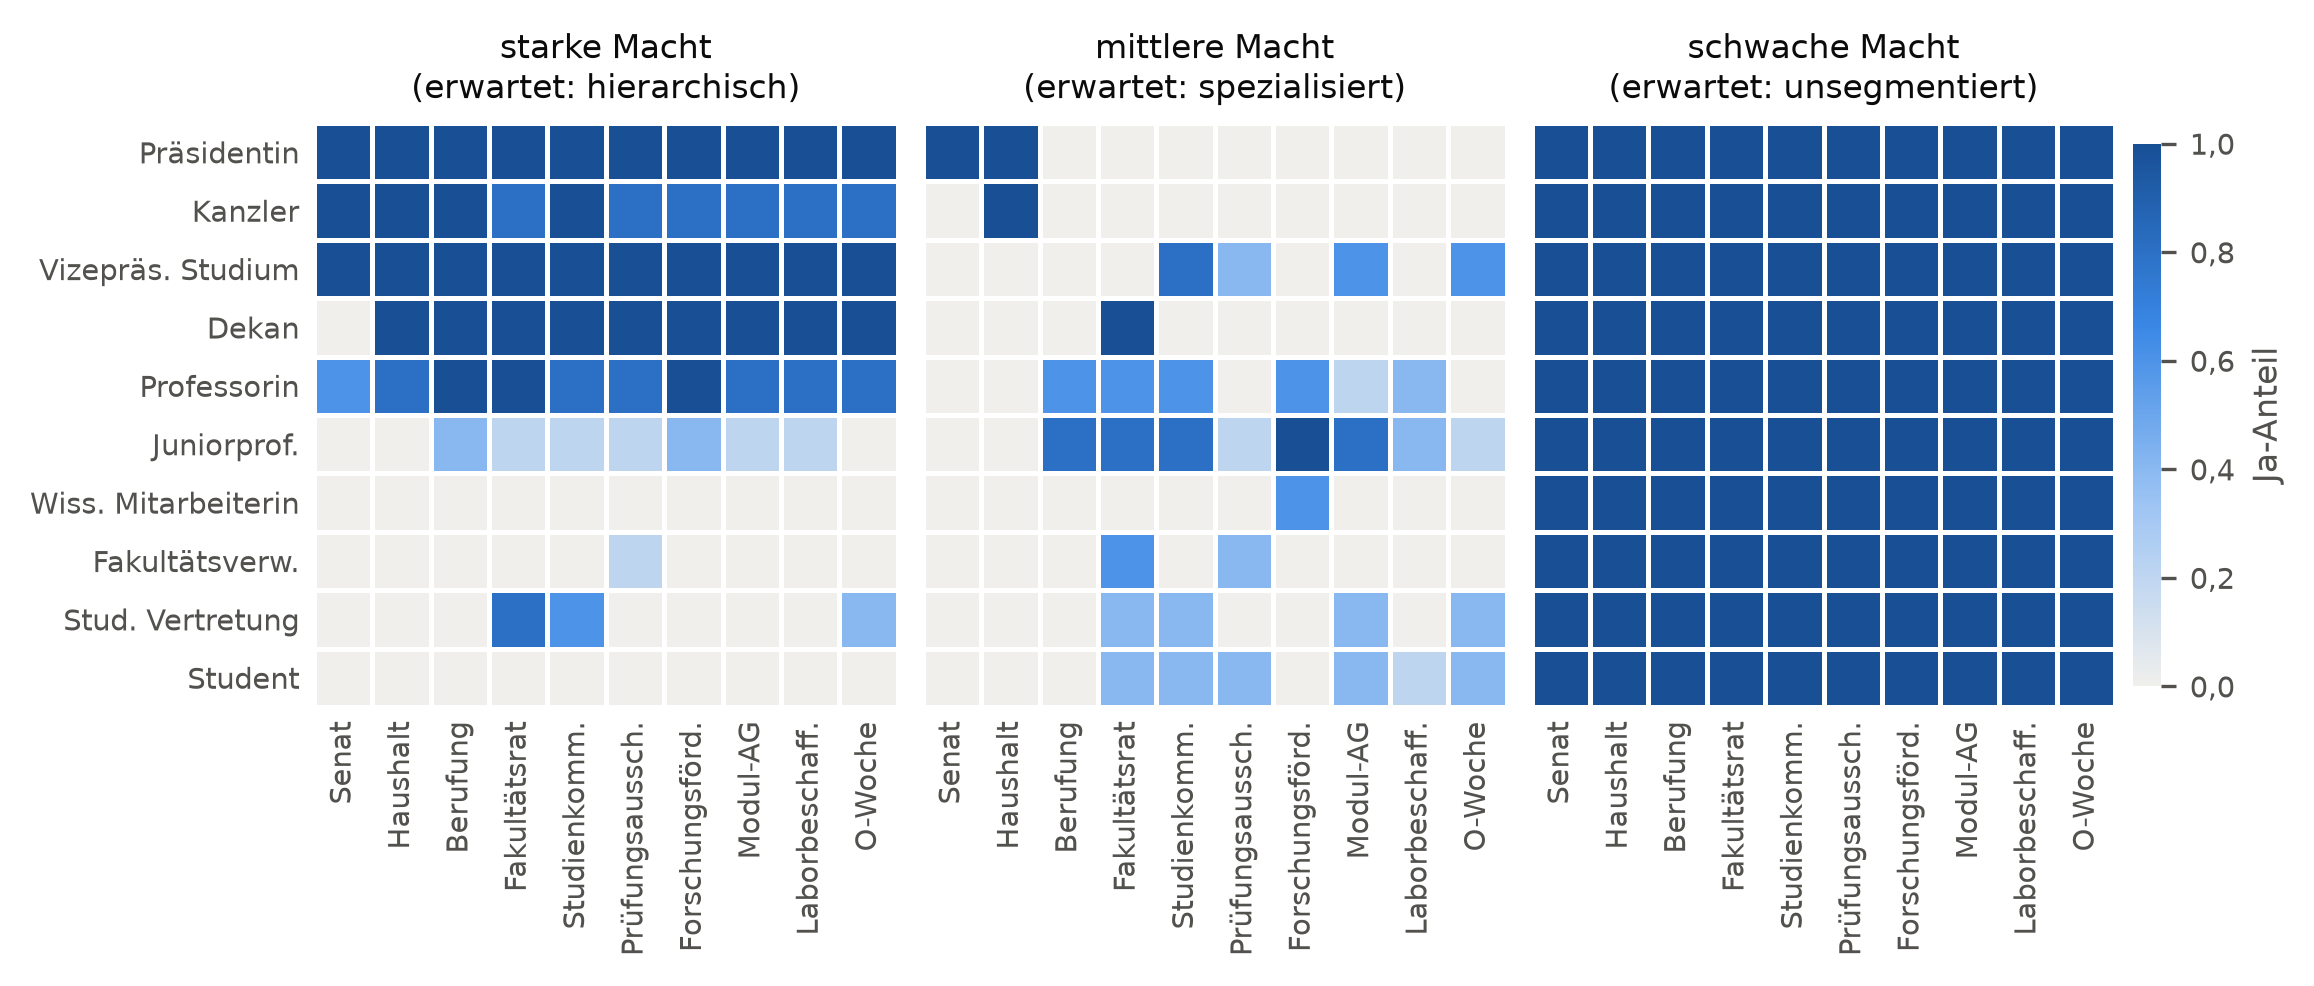 starke Macht
(erwartet: hierarchisch)
mittlere Macht
(erwartet: spezialisiert)
schwache Macht
(erwartet: unsegmentiert)
Präsidentin
Kanzler
Vizepräs. Studium
Dekan
Professorin
Juniorprof.
Wiss. Mitarbeiterin
Fakultätsverw.
Stud. Vertretung
Student
Senat
Haushalt
Berufung
Fakultätsrat
Studienkomm.
Prüfungsaussch.
Forschungsförd.
Modul-AG
Laborbeschaff.
O-Woche
Senat
Haushalt
Berufung
Fakultätsrat
Studienkomm.
Prüfungsaussch.
Forschungsförd.
Modul-AG
Laborbeschaff.
O-Woche
Senat
Haushalt
Berufung
Fakultätsrat
Studienkomm.
Prüfungsaussch.
Forschungsförd.
Modul-AG
Laborbeschaff.
O-Woche
1,0
0,8
0,6
0,4
0,2
0,0
Ja-Anteil